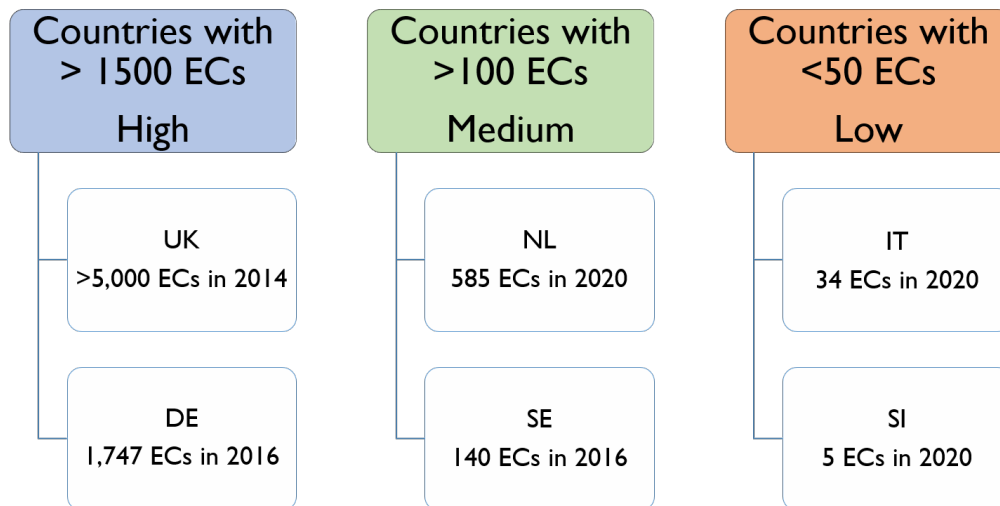 Countries with
> 1500 ECs
High
UK
>5,000 ECs in 2014
DE
1,747 ECs in 2016
Countries with
>100 ECs
Medium
NL
585 ECs in 2020
SE
140 ECs in 2016
Countries with
<50 ECs
Low
IT
34 ECs in 2020
SI
5 ECs in 2020